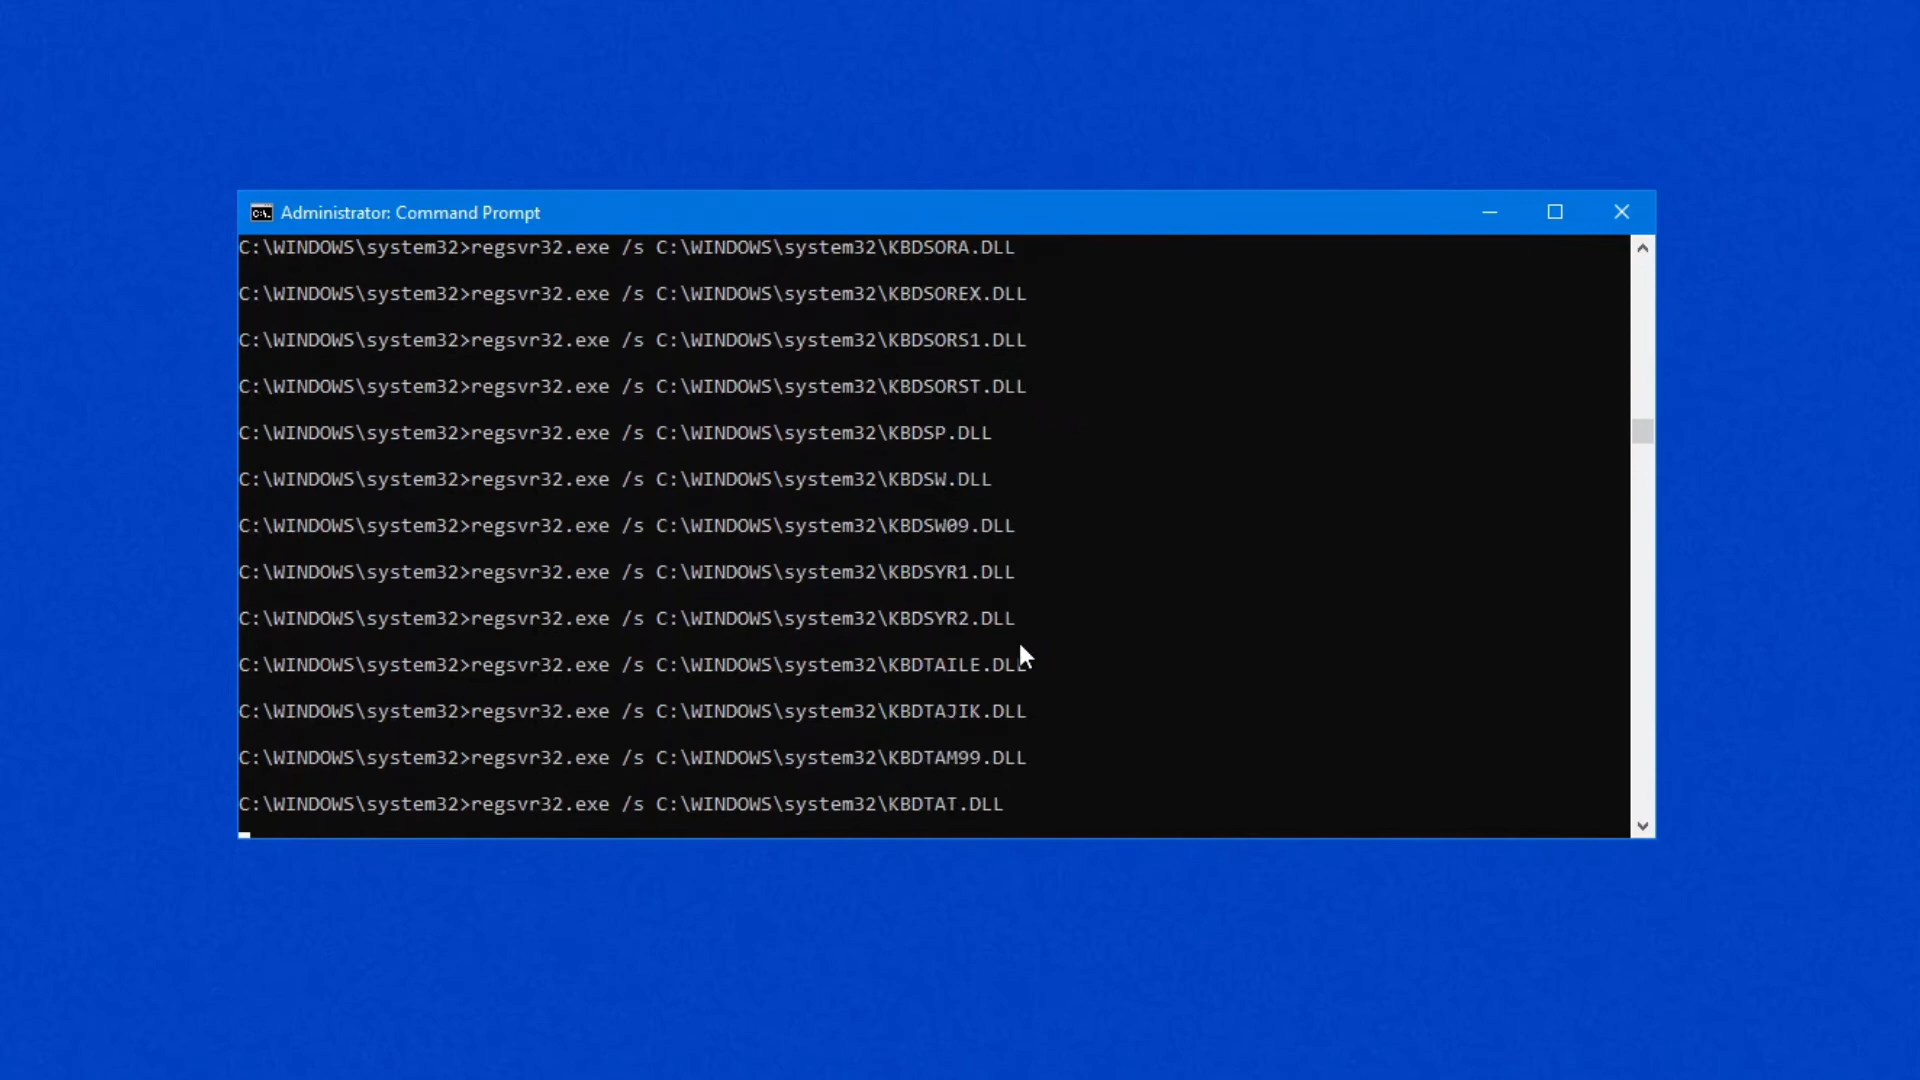 Administrator: Command Prompt
C:\WINDOWS\system32>regsvr32.exe /s C:\WINDOWS\system32\KBDSORA.DLL
C:\WINDOWS\system32>regsvr32.exe /s C:\WINDOWS\system32\KBDSOREX.DLL
C:\WINDOWS\system32>regsvr32.exe /s C:\WINDOWS\system32\KBDSORS1.DLL
C:\WINDOWS\system32>regsvr32.exe /s C:\WINDOWS\system32\KBDSORST.DLL
C:\WINDOWS\system32>regsvr32.exe /s C:\WINDOWS\system32\KBDSP.DLL
C:\WINDOWS\system32>regsvr32.exe /s C:\WINDOWS\system32\KBDSW.DLL
C:\WINDOWS\system32>regsvr32.exe /s C:\WINDOWS\system32\KBDSW09.DLL
C:\WINDOWS\system32>regsvr32.exe /s C:\WINDOWS\system32\KBDSYR1.DLL
C:\WINDOWS\system32>regsvr32.exe /s C:\WINDOWS\system32\KBDSYR2.DLL
C:\WINDOWS\system32>regsvr32.exe /s C:\WINDOWS\system32\KBDTAILE.DLL
C:\WINDOWS\system32>regsvr32.exe /s C:\WINDOWS\system32\KBDTAJIK.DLL
C:\WINDOWS\system32>regsvr32.exe /s C:\WINDOWS\system32\KBDTAM99.DLL
C:\WINDOWS\system32>regsvr32.exe /s C:\WINDOWS\system32\KBDTAT.DLL